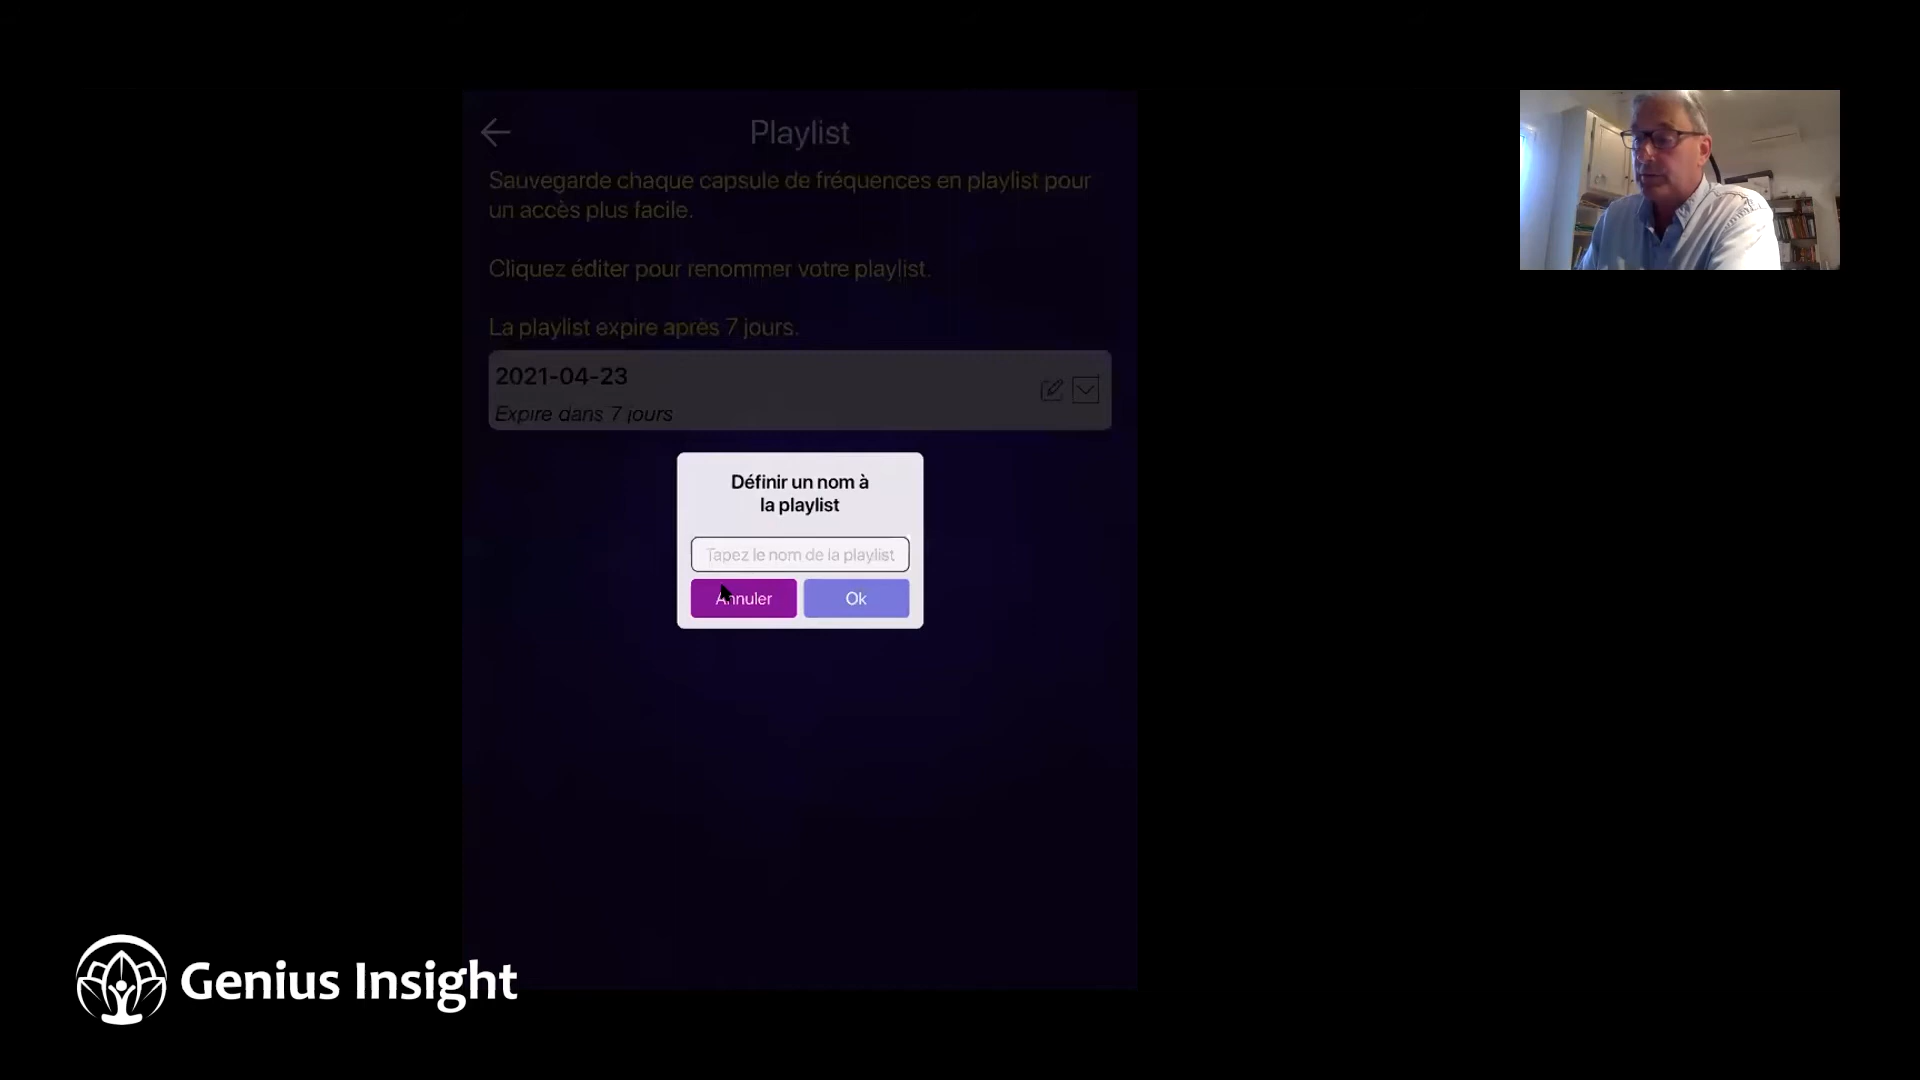 Playlist
Sauvegarde chaque capsule de fréquences en playlist pour
un accès plus facile.
Cliquez éditer pour renommer votre playlist.
La playlist expire après 7 jours.
2021-04-23
Expire dans 7 jours
Définir un nom à
la playlist
Tapez le nom de la playlist
Annuler
Ok
Genius Insight